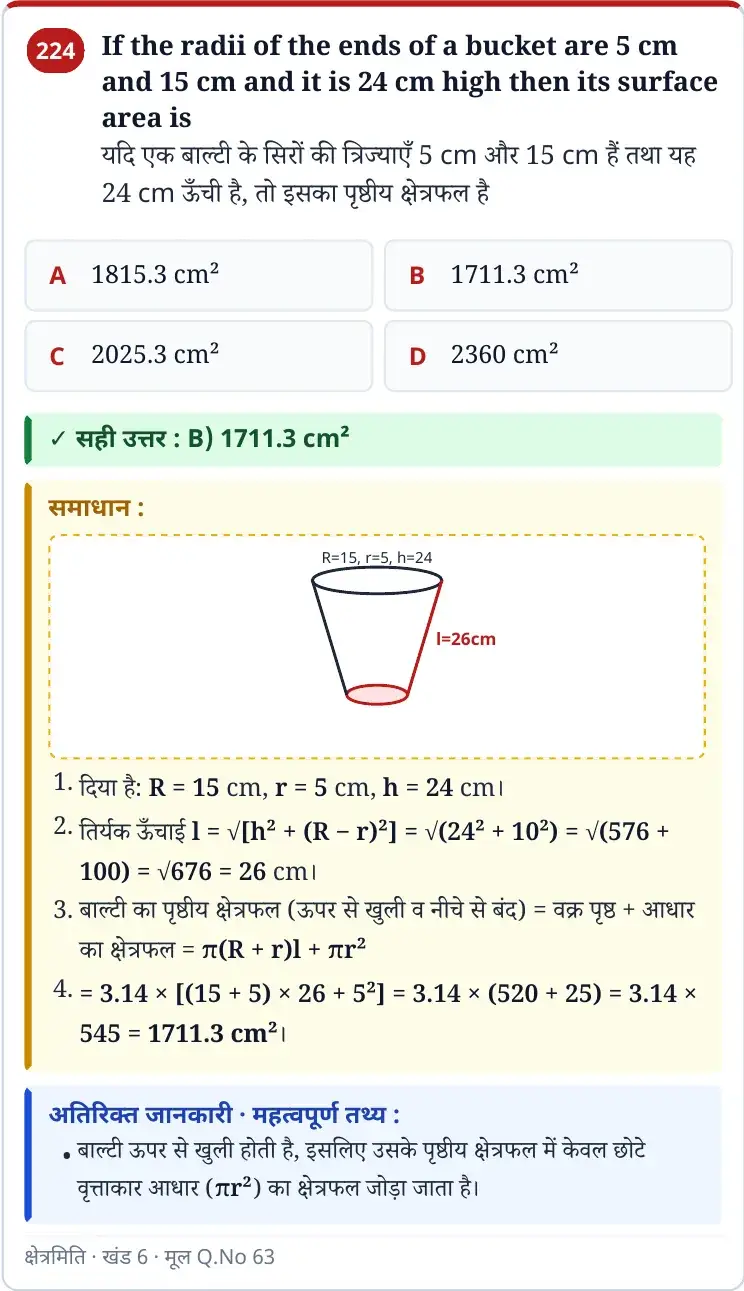 224
If the radii of the ends of a bucket are 5 cm
and 15 cm and it is 24 cm high then its surface
area is
यदि एक बाल्टी के सिरों की त्रिज्याएँ 5 cm और 15 cm हैं तथा यह
24 cm ऊँची है, तो इसका पृष्ठीय क्षेत्रफल है
A 1815.3 cm²
B 1711.3 cm²
C 2025.3 cm²
D 2360 cm²
✓ सही उत्तर : B) 1711.3 cm²
समाधान :
R=15, r=5, h=24
l=26cm
1. दिया है: R = 15 cm, r = 5 cm, h = 24 cm।
2. तिर्यक ऊँचाई l = √[h² + (R − r)²] = √(24² + 10²) = √(576 +
100) = √676 = 26 cm।
3. बाल्टी का पृष्ठीय क्षेत्रफल (ऊपर से खुली व नीचे से बंद) = वक्र पृष्ठ + आधार
का क्षेत्रफल = π(R + r)l + πr²
4. = 3.14 × [(15 + 5) × 26 + 5²] = 3.14 × (520 + 25) = 3.14 ×
545 = 1711.3 cm²।
अतिरिक्त जानकारी · महत्वपूर्ण तथ्य :
• बाल्टी ऊपर से खुली होती है, इसलिए उसके पृष्ठीय क्षेत्रफल में केवल छोटे
वृत्ताकार आधार (πr²) का क्षेत्रफल जोड़ा जाता है।
क्षेत्रमिति · खंड 6 · मूल Q.No 63